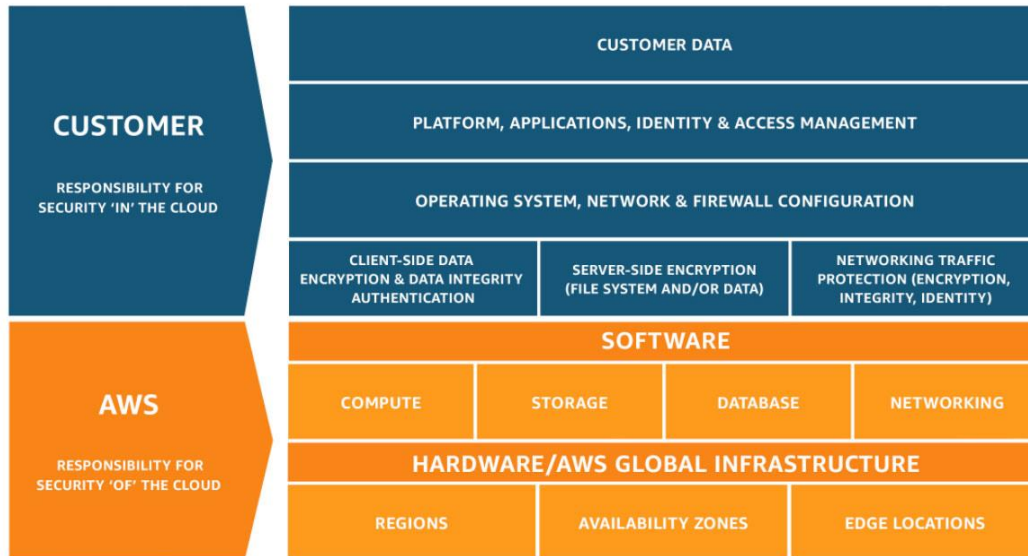 CUSTOMER
RESPONSIBILITY FOR
SECURITY ‘IN’ THE CLOUD
CUSTOMER DATA
PLATFORM, APPLICATIONS, IDENTITY & ACCESS MANAGEMENT
OPERATING SYSTEM, NETWORK & FIREWALL CONFIGURATION
CLIENT-SIDE DATA
ENCRYPTION & DATA INTEGRITY
AUTHENTICATION
SERVER-SIDE ENCRYPTION
(FILE SYSTEM AND/OR DATA)
NETWORKING TRAFFIC
PROTECTION (ENCRYPTION,
INTEGRITY, IDENTITY)
AWS
RESPONSIBILITY FOR
SECURITY ‘OF’ THE CLOUD
SOFTWARE
COMPUTE
STORAGE
DATABASE
NETWORKING
HARDWARE/AWS GLOBAL INFRASTRUCTURE
REGIONS
AVAILABILITY ZONES
EDGE LOCATIONS